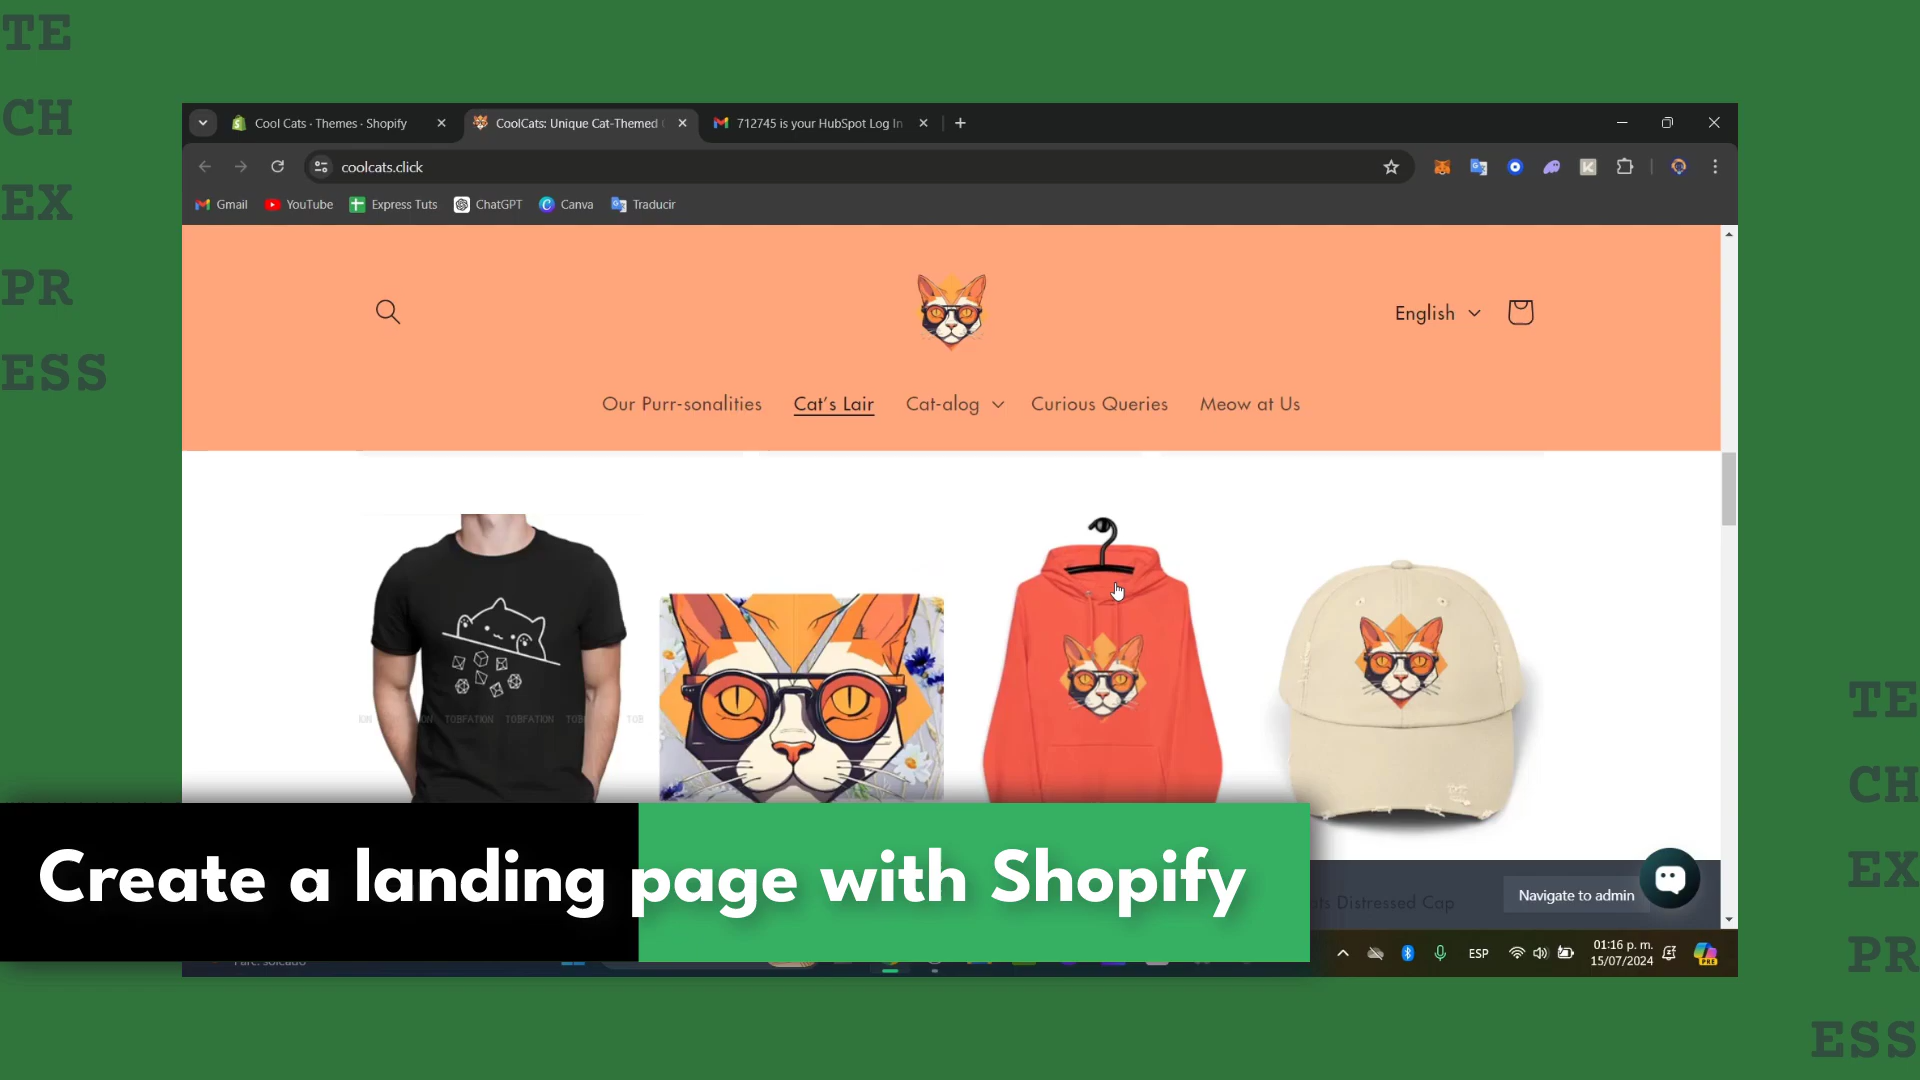 TE
CH
EX
PR
ESS
Cool Cats · Themes · Shopify
CoolCats: Unique Cat-Themed
712745 is your HubSpot Log In
coolcats.click
Gmail
YouTube
Express Tuts
ChatGPT
Canva
Traducir
English
Our Purr-sonalities
Cat's Lair
Cat-alog
Curious Queries
Meow at Us
TOBFATION TOBFATION
Create a landing page with Shopify
Distressed Cap
Navigate to admin
ESP
01:16 p. m.
15/07/2024
PRE
TE
CH
EX
PR
ESS